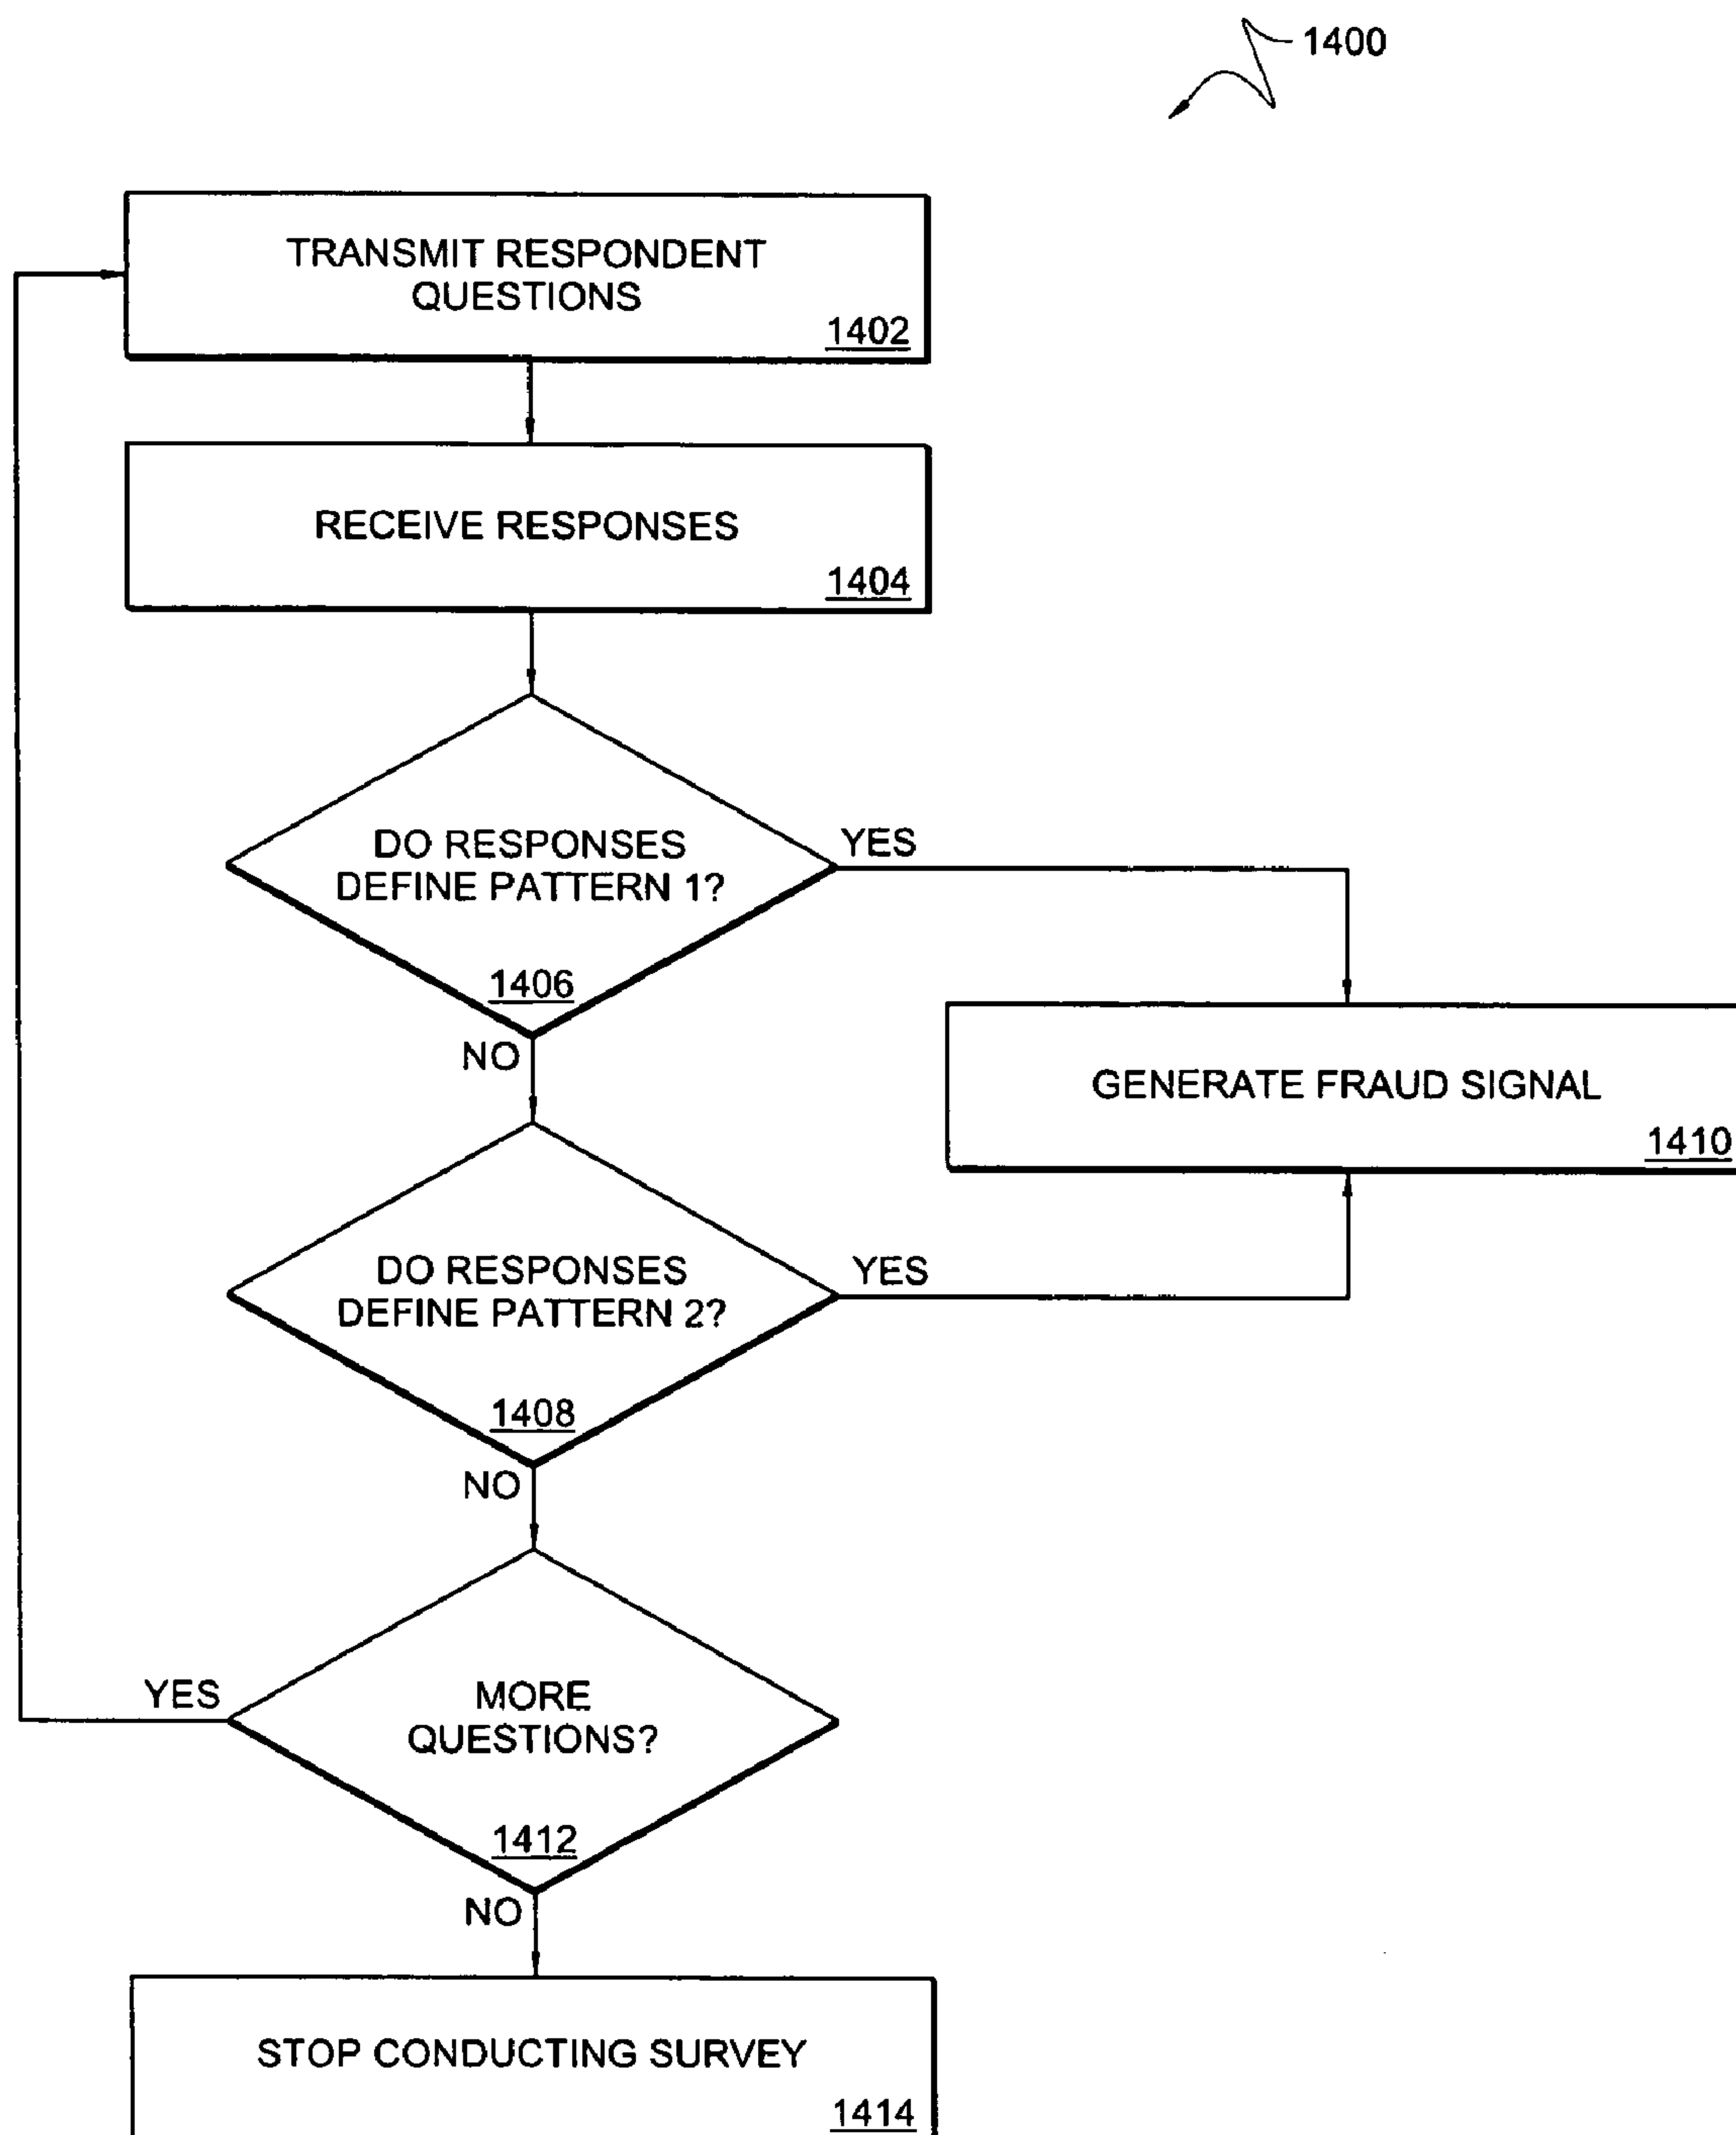 1400
TRANSMIT RESPONDENT
QUESTIONS
1402
RECEIVE RESPONSES
1404
DO RESPONSES
DEFINE PATTERN 1?
1406
YES
NO
GENERATE FRAUD SIGNAL
1410
DO RESPONSES
DEFINE PATTERN 2?
1408
YES
NO
MORE
QUESTIONS?
1412
YES
NO
STOP CONDUCTING SURVEY
1414